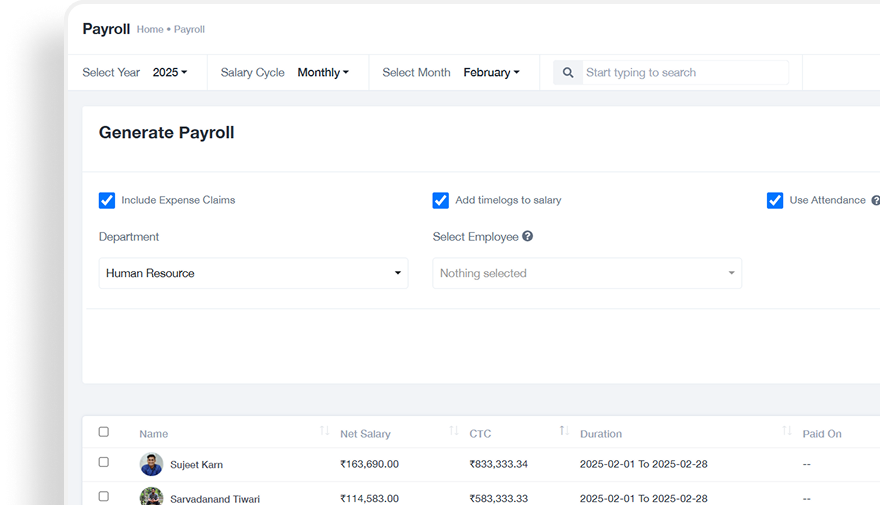 Payroll Home • Payroll
Select Year 2025 Salary Cycle Monthly Select Month February Start typing to search
Generate Payroll
Include Expense Claims Add timelogs to salary Use Attendance
Department Select Employee
Human Resource Nothing selected
Name Net Salary CTC Duration Paid On
Sujeet Karn ₹163,690.00 ₹833,333.34 2025-02-01 To 2025-02-28 --
Sarvadanand Tiwari ₹114,583.00 ₹583,333.33 2025-02-01 To 2025-02-28 --